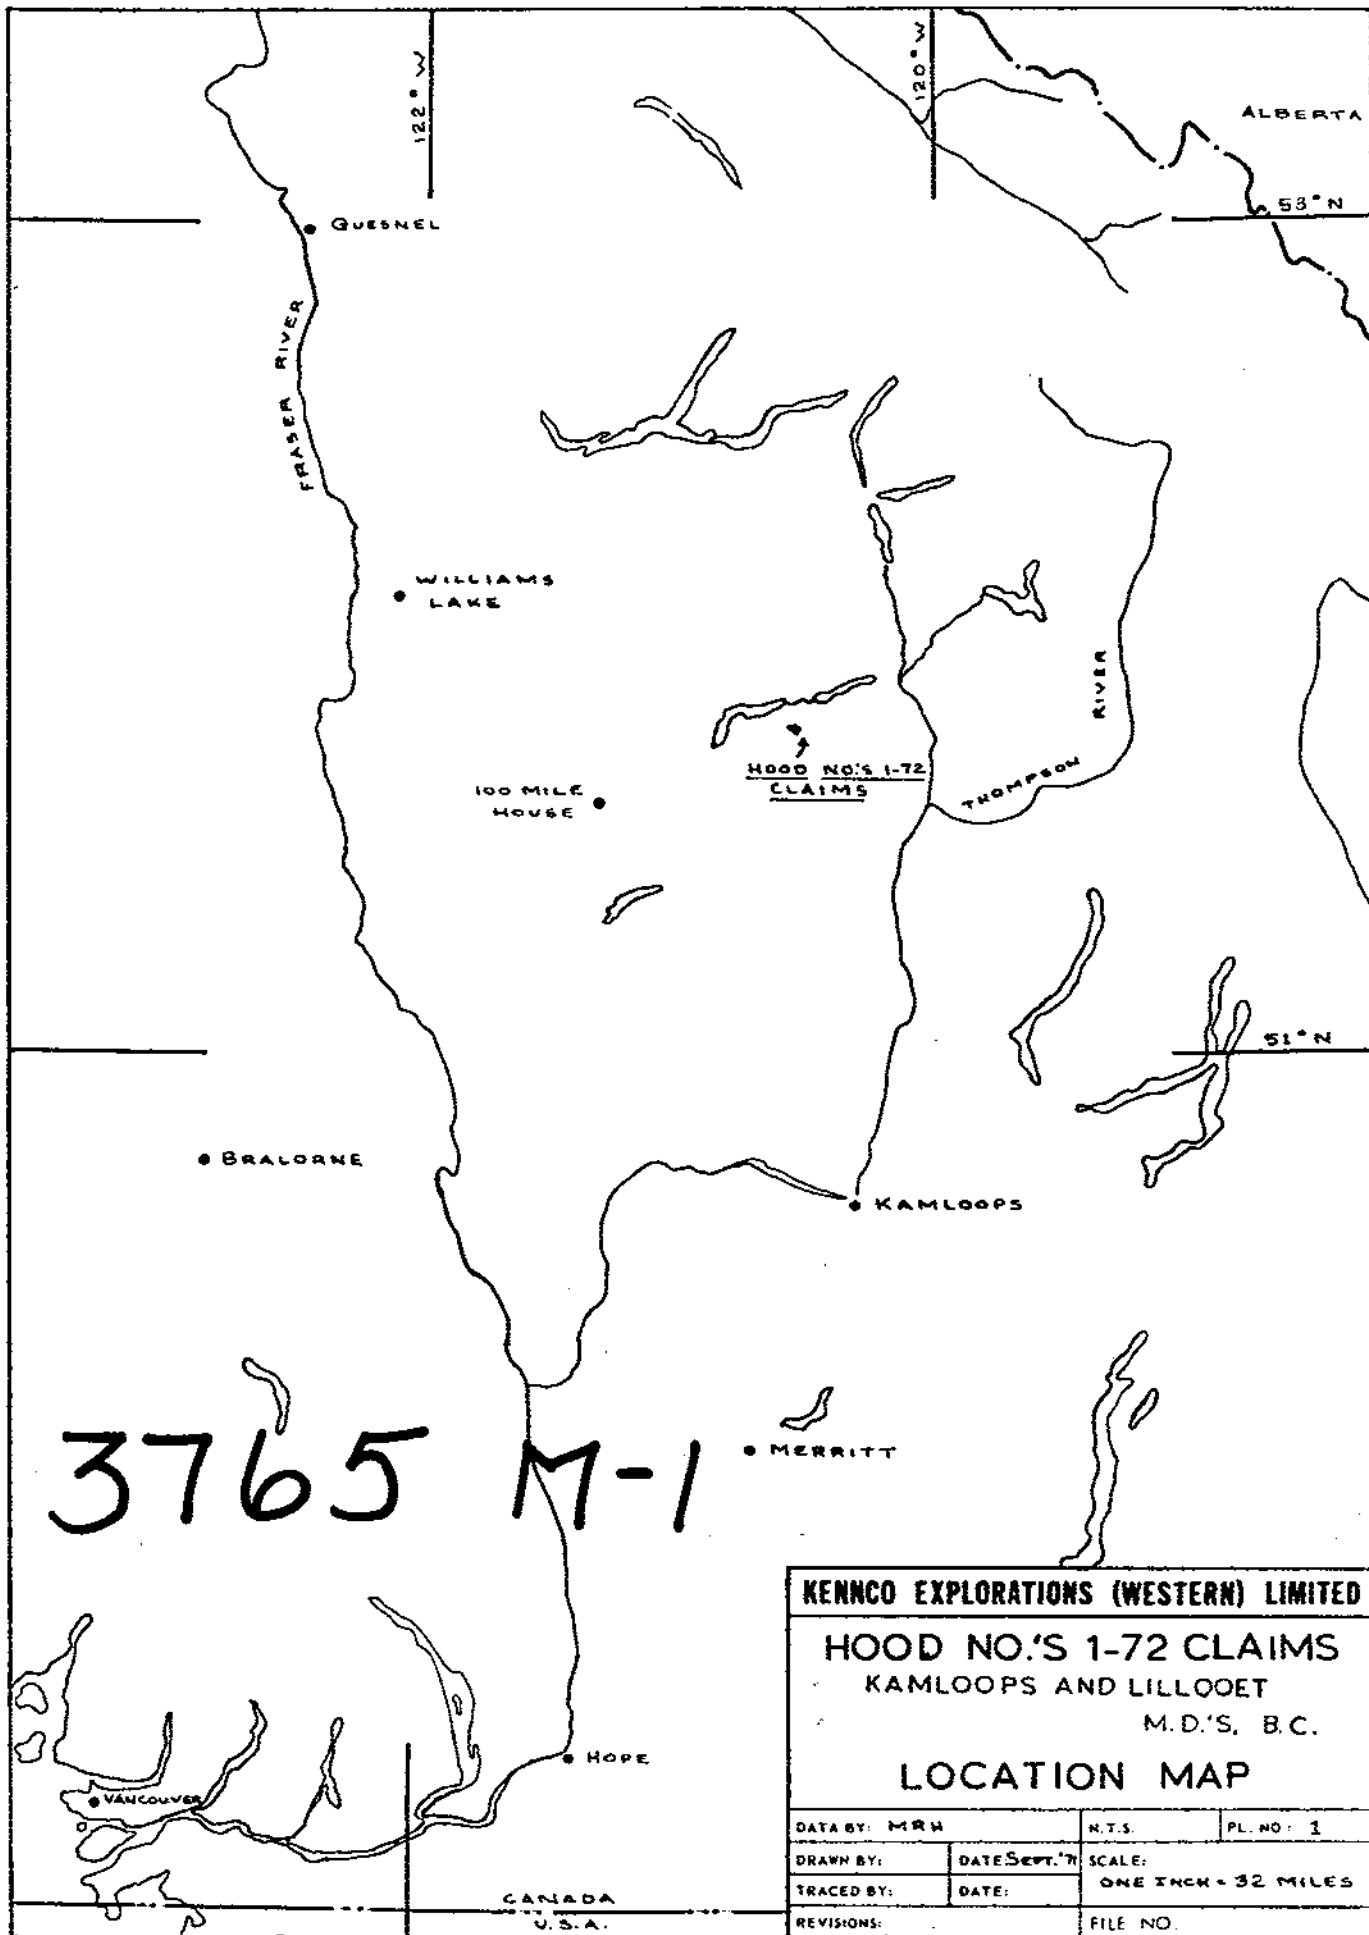 122° W
120° W
ALBERTA
53° N
QUESNEL
FRASER RIVER
WILLIAMS
LAKE
RIVER
THOMPSON
HOOD NO'S 1-72
CLAIMS
100 MILE
HOUSE
51° N
BRALORNE
KAMLOOPS
MERRITT
3765 M-1
HOPE
VANCOUVER
CANADA
U.S.A.
KENNCO EXPLORATIONS (WESTERN) LIMITED
HOOD NO.'S 1-72 CLAIMS
KAMLOOPS AND LILLOOET
M.D.'S, B.C.
LOCATION MAP
DATA BY: MRH N.T.S. PL. NO: 1
DRAWN BY: DATE: SEPT. '71 SCALE:
ONE INCH = 32 MILES
TRACED BY: DATE:
REVISIONS: FILE NO.